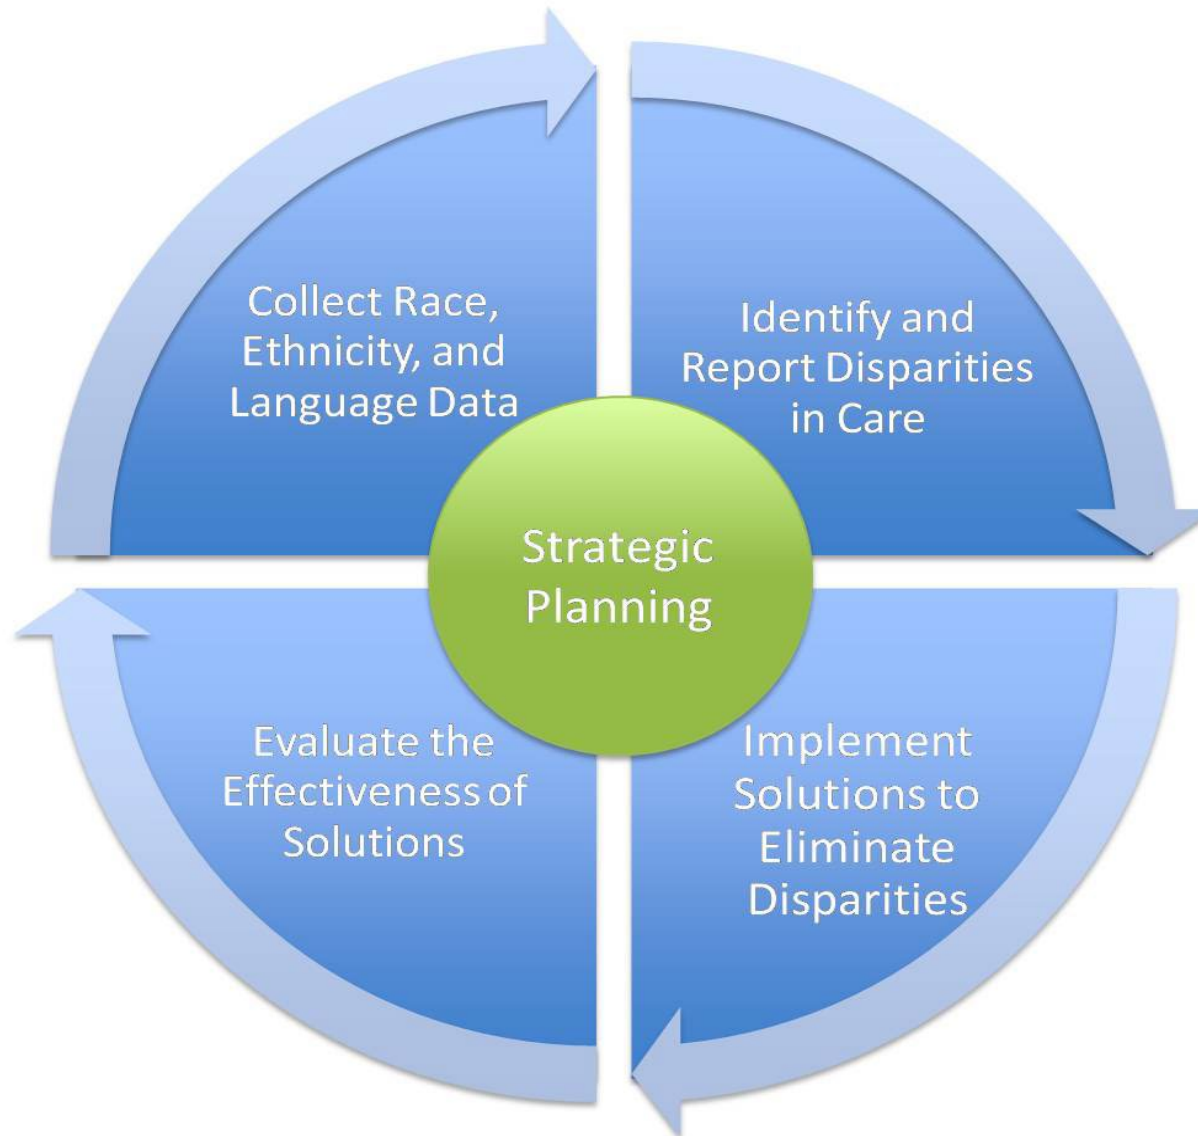 Collect Race,
Ethnicity, and
Language Data
Identify and
Report Disparities
in Care
Strategic
Planning
Evaluate the
Effectiveness of
Solutions
Implement
Solutions to
Eliminate
Disparities